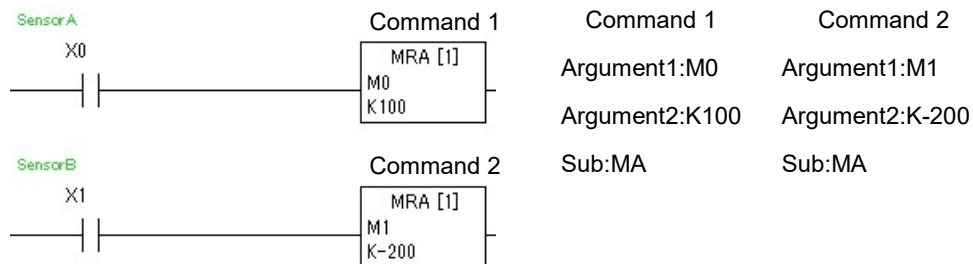 SensorA
X0
Command 1
MRA [1]
M0
K100
SensorB
X1
Command 2
MRA [1]
M1
K-200
Command 1 Command 2
Argument1:M0 Argument1:M1
Argument2:K100 Argument2:K-200
Sub:MA Sub:MA